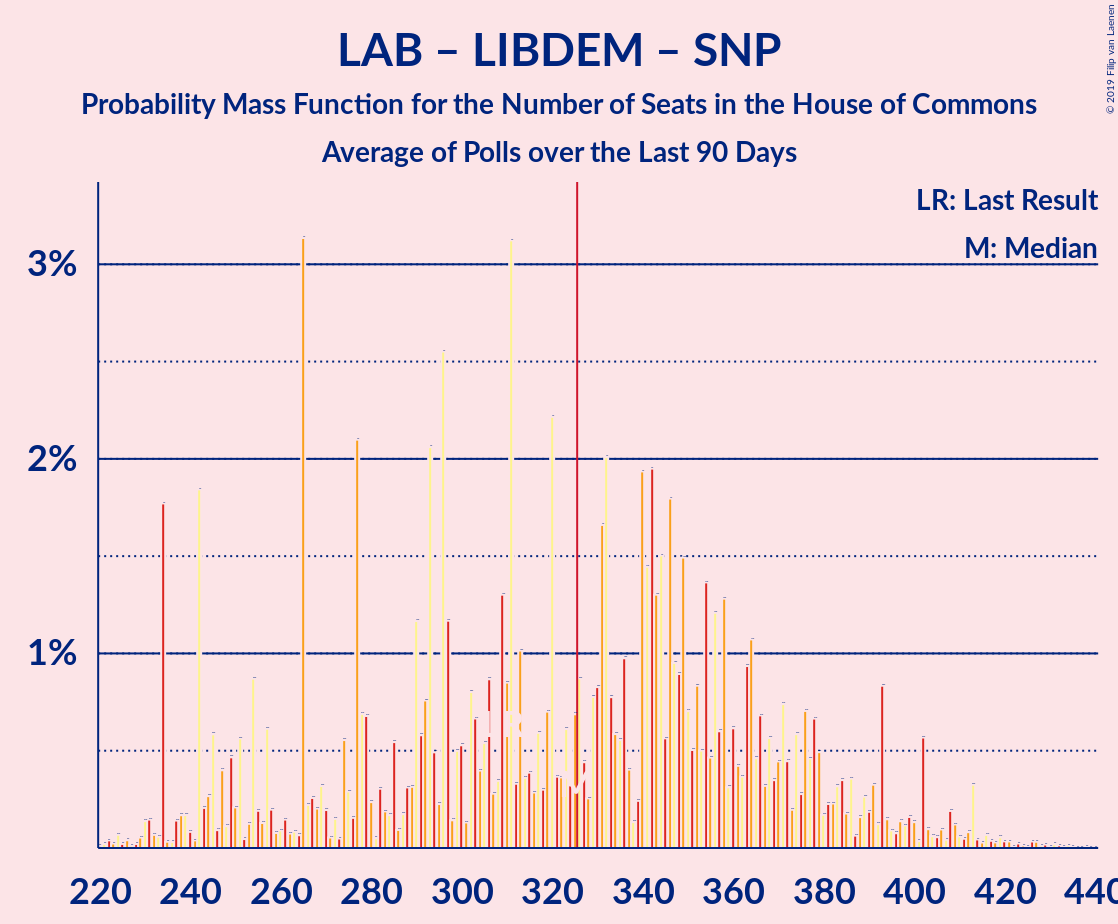 LAB – LIBDEM – SNP
Probability Mass Function for the Number of Seats in the House of Commons
Average of Polls over the Last 90 Days
© 2019 Filip van Laenen
LR: Last Result
M: Median
3%
2%
1%
220 240 260 280 300 320 340 360 380 400 420 440